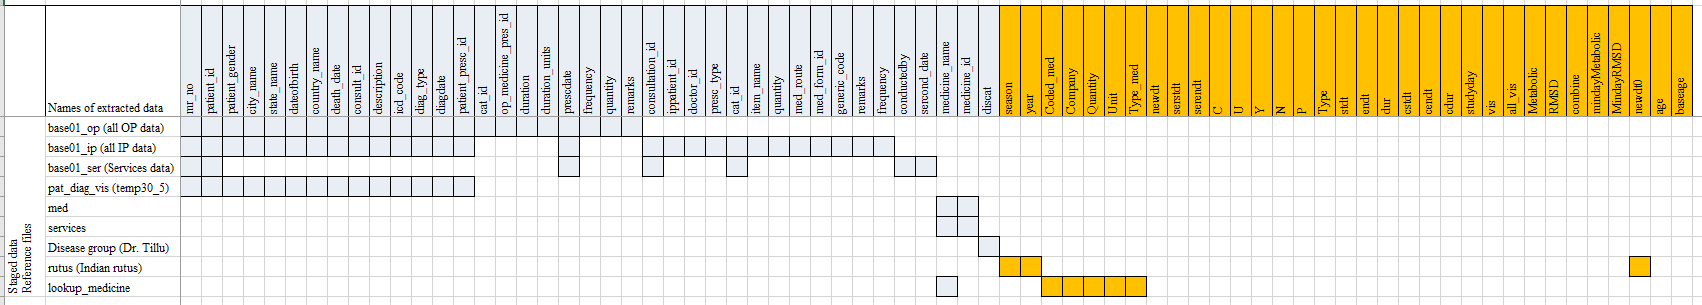 Names of extracted data
mr_no
patient_id
patient_gender
city_name
state_name
dateofbirth
country_name
death_date
consult_id
description
icd_code
diag_type
diagdate
patient_presc_id
cat_id
op_medicine_pres_id
duration
duration_units
prescdate
frequency
quantity
remarks
consultation_id
ippatient_id
doctor_id
presc_type
cat_id
item_name
quantity
med_route
med_form_id
generic_code
remarks
frequency
conductedby
sercond_date
medicine_name
medicine_id
discat
season
year
Coded_med
Company
Quantity
Unit
Type_med
newdt
serstdt
serendt
C
U
Y
N
P
Type
stdt
endt
dur
cstdt
cendt
cdur
studyday
vis
all_vis
Metabolic
RMSD
combine
mindayMetabolic
MindayRMSD
newdt0
age
baseage
base01_op (all OP data)
base01_ip (all IP data)
base01_ser (Services data)
pat_diag_vis (temp30_5)
Staged data
Reference files
med
services
Disease group (Dr. Tillu)
rutus (Indian rutus)
lookup_medicine